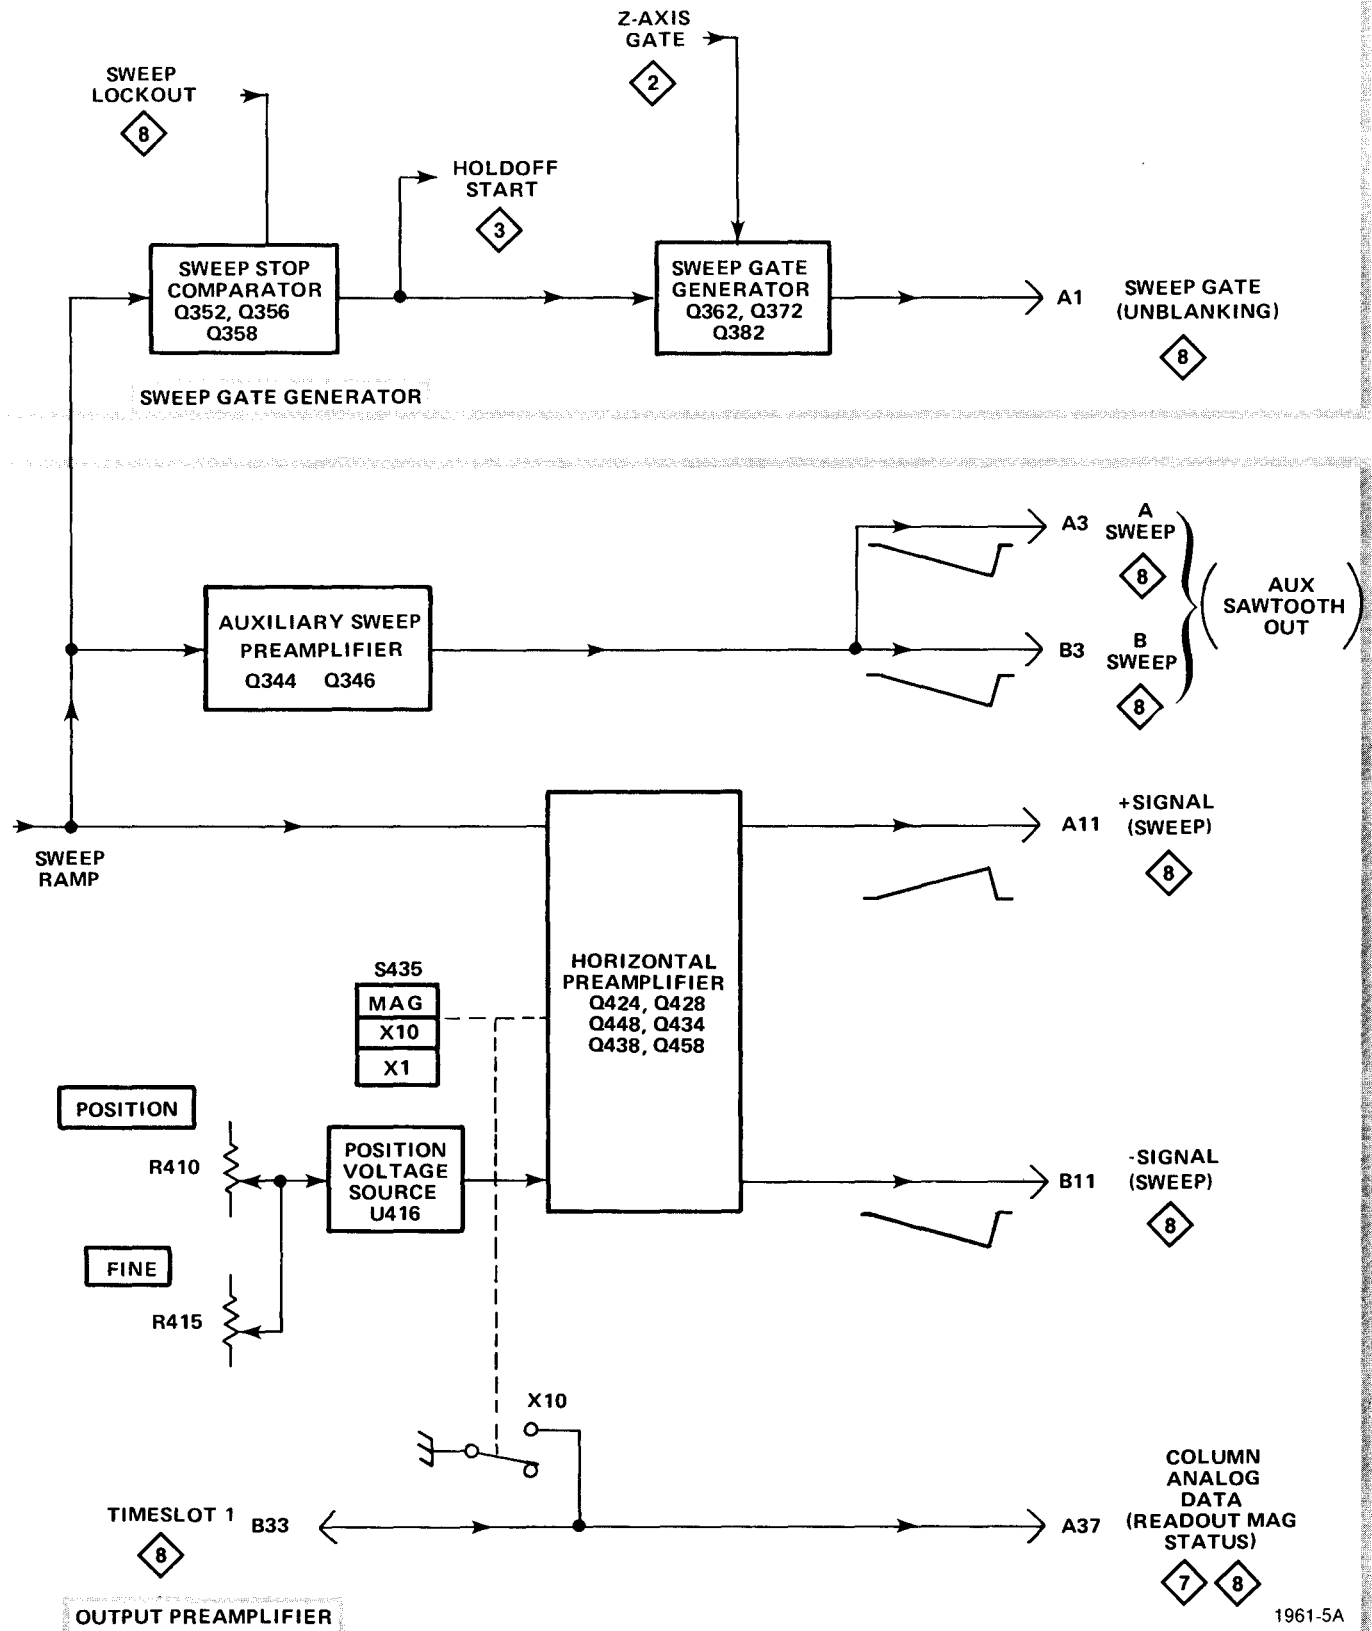 Z-AXIS
GATE
2
SWEEP
LOCKOUT
8
HOLDOFF
START
3
SWEEP STOP
COMPARATOR
Q352, Q356
Q358
SWEEP GATE
GENERATOR
Q362, Q372
Q382
A1
SWEEP GATE
(UNBLANKING)
8
SWEEP GATE GENERATOR
A3
A
SWEEP
8
AUX
SAWTOOTH
OUT
AUXILIARY SWEEP
PREAMPLIFIER
Q344 Q346
B3
B
SWEEP
8
SWEEP
RAMP
A11
+SIGNAL
(SWEEP)
8
HORIZONTAL
PREAMPLIFIER
Q424, Q428
Q448, Q434
Q438, Q458
S435
MAG
X10
X1
POSITION
R410
POSITION
VOLTAGE
SOURCE
U416
B11
-SIGNAL
(SWEEP)
8
FINE
R415
X10
TIMESLOT 1
B33
8
A37
COLUMN
ANALOG
DATA
(READOUT MAG
STATUS)
7 8
OUTPUT PREAMPLIFIER
1961-5A